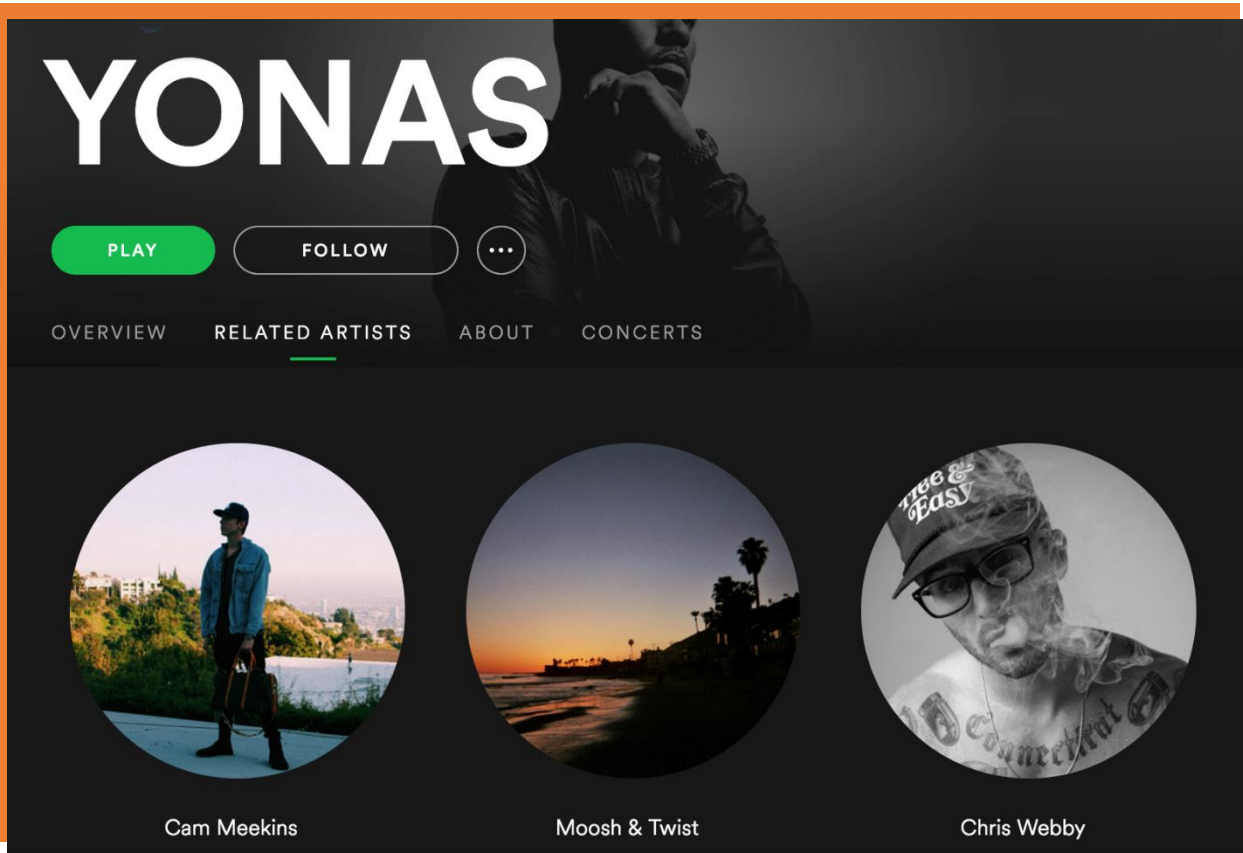 YONAS
PLAY FOLLOW
OVERVIEW RELATED ARTISTS ABOUT CONCERTS
Free &
Easy
Connecticut
Cam Meekins Moosh & Twist Chris Webby